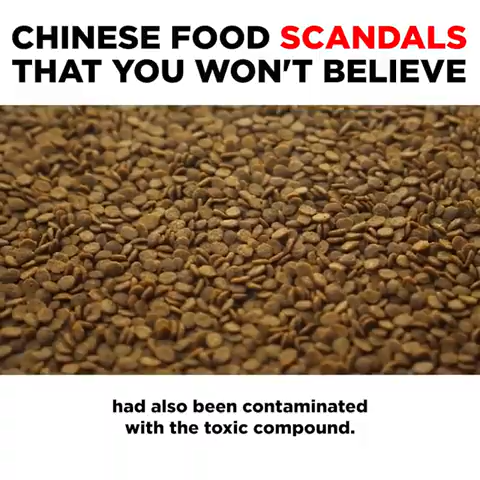 CHINESE FOOD SCANDALS
THAT YOU WON'T BELIEVE
had also been contaminated
with the toxic compound.